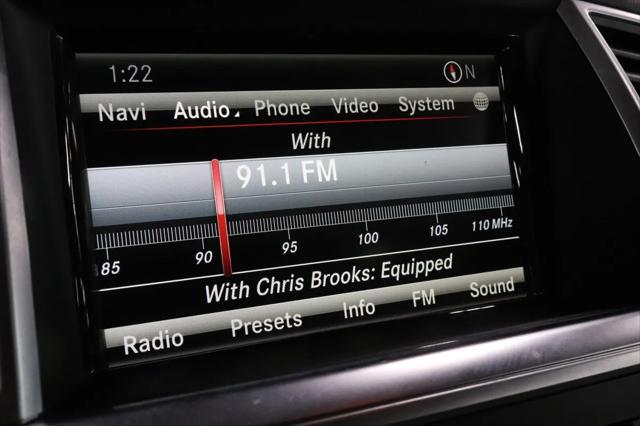 1:22 N
Navi Audio Phone Video System
With
91.1 FM
85 90 95 100 105 110 MHz
With Chris Brooks: Equipped
Radio Presets Info FM Sound